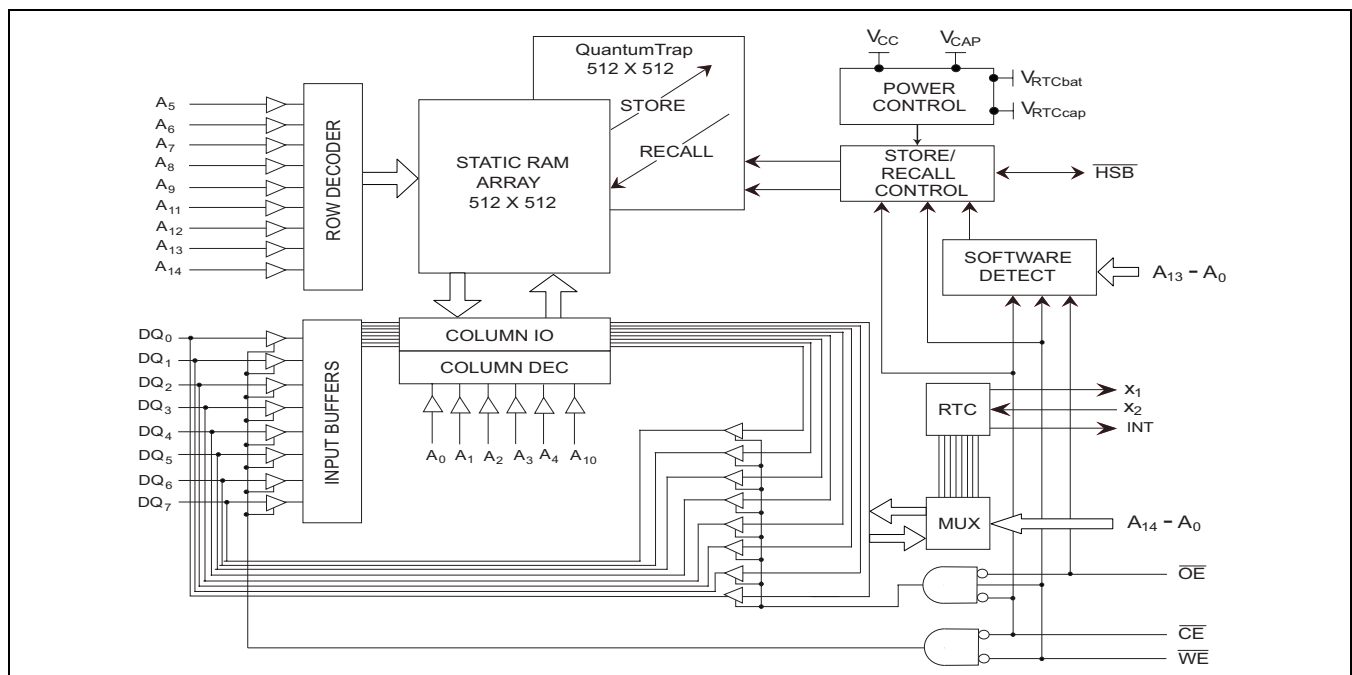 QuantumTrap
512 X 512
STORE
RECALL
STATIC RAM
ARRAY
512 X 512
ROW DECODER
A5
A6
A7
A8
A9
A11
A12
A13
A14
VCC
VCAP
POWER
CONTROL
VRTCbat
VRTCcap
STORE/
RECALL
CONTROL
HSB
SOFTWARE
DETECT
A13 – A0
DQ0
DQ1
DQ2
DQ3
DQ4
DQ5
DQ6
DQ7
INPUT BUFFERS
COLUMN IO
COLUMN DEC
A0
A1
A2
A3
A4
A10
RTC
x1
x2
INT
MUX
A14 – A0
OE
CE
WE